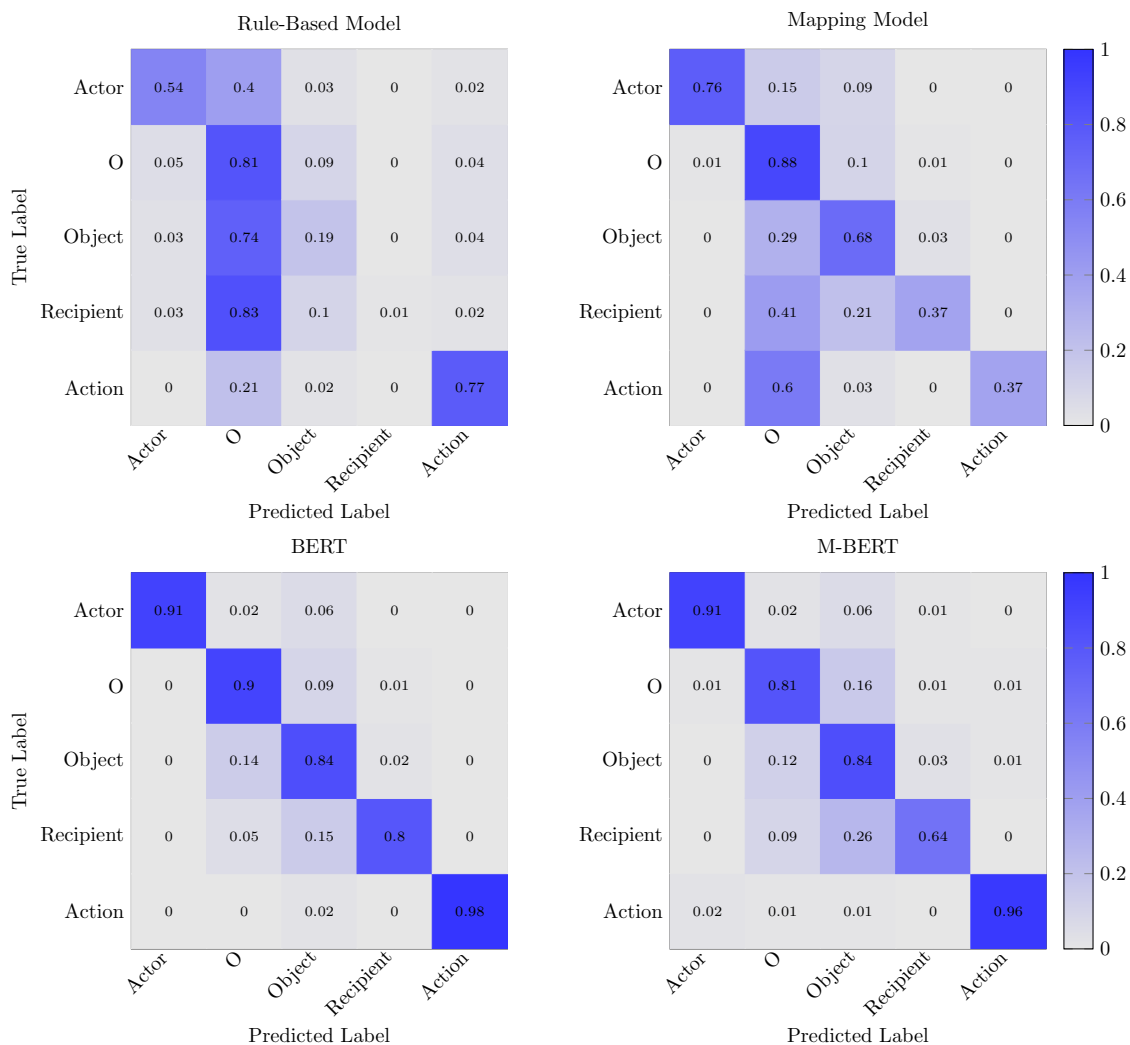 Rule-Based Model
Mapping Model
True Label
Actor 0.54 0.4 0.03 0 0.02
O 0.05 0.81 0.09 0 0.04
Object 0.03 0.74 0.19 0 0.04
Recipient 0.03 0.83 0.1 0.01 0.02
Action 0 0.21 0.02 0 0.77
Actor O Object Recipient Action
Predicted Label
Actor 0.76 0.15 0.09 0 0
O 0.01 0.88 0.1 0.01 0
Object 0 0.29 0.68 0.03 0
Recipient 0 0.41 0.21 0.37 0
Action 0 0.6 0.03 0 0.37
Actor O Object Recipient Action
Predicted Label
1
0.8
0.6
0.4
0.2
0
BERT
M-BERT
True Label
Actor 0.91 0.02 0.06 0 0
O 0 0.9 0.09 0.01 0
Object 0 0.14 0.84 0.02 0
Recipient 0 0.05 0.15 0.8 0
Action 0 0 0.02 0 0.98
Actor O Object Recipient Action
Predicted Label
Actor 0.91 0.02 0.06 0.01 0
O 0.01 0.81 0.16 0.01 0.01
Object 0 0.12 0.84 0.03 0.01
Recipient 0 0.09 0.26 0.64 0
Action 0.02 0.01 0.01 0 0.96
Actor O Object Recipient Action
Predicted Label
1
0.8
0.6
0.4
0.2
0